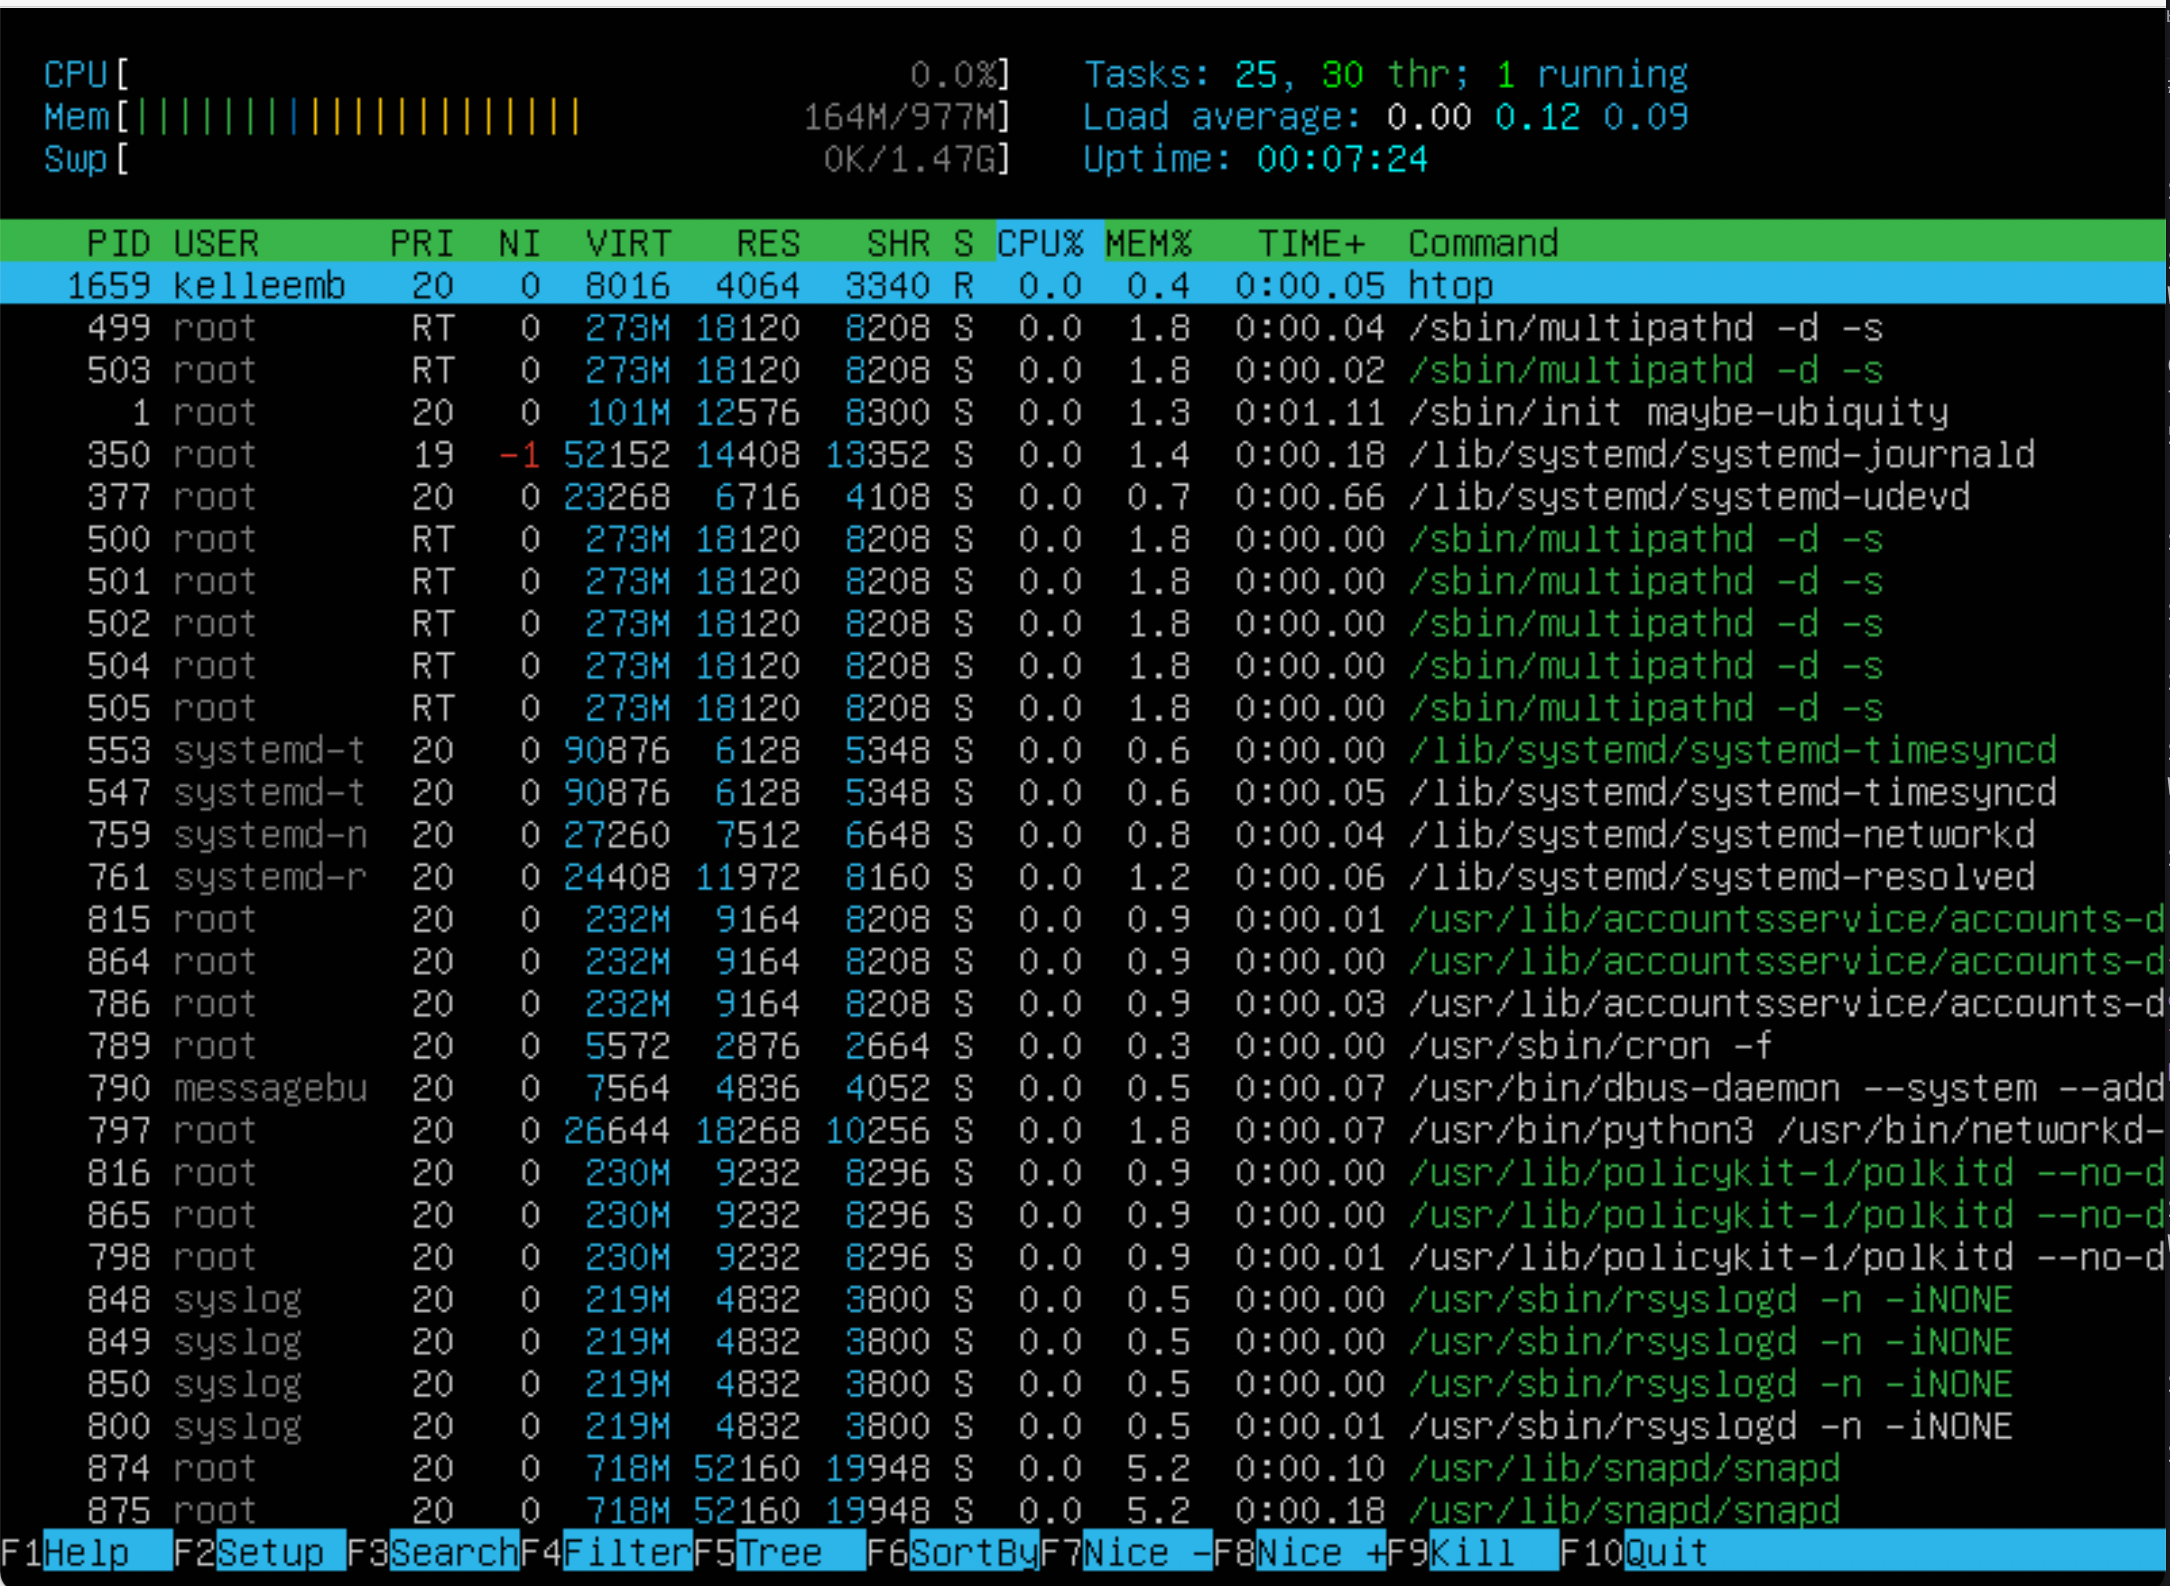 CPU[ 0.0%] Tasks: 25, 30 thr; 1 running
Mem[||||||||||||||||||||| 164M/977M] Load average: 0.00 0.12 0.09
Swp[ 0K/1.47G] Uptime: 00:07:24
PID USER PRI NI VIRT RES SHR S CPU% MEM% TIME+ Command
1659 kelleemb 20 0 8016 4064 3340 R 0.0 0.4 0:00.05 htop
499 root RT 0 273M 18120 8208 S 0.0 1.8 0:00.04 /sbin/multipathd -d -s
503 root RT 0 273M 18120 8208 S 0.0 1.8 0:00.02 /sbin/multipathd -d -s
1 root 20 0 101M 12576 8300 S 0.0 1.3 0:01.11 /sbin/init maybe-ubiquity
350 root 19 -1 52152 14408 13352 S 0.0 1.4 0:00.18 /lib/systemd/systemd-journald
377 root 20 0 23268 6716 4108 S 0.0 0.7 0:00.66 /lib/systemd/systemd-udevd
500 root RT 0 273M 18120 8208 S 0.0 1.8 0:00.00 /sbin/multipathd -d -s
501 root RT 0 273M 18120 8208 S 0.0 1.8 0:00.00 /sbin/multipathd -d -s
502 root RT 0 273M 18120 8208 S 0.0 1.8 0:00.00 /sbin/multipathd -d -s
504 root RT 0 273M 18120 8208 S 0.0 1.8 0:00.00 /sbin/multipathd -d -s
505 root RT 0 273M 18120 8208 S 0.0 1.8 0:00.00 /sbin/multipathd -d -s
553 systemd-t 20 0 90876 6128 5348 S 0.0 0.6 0:00.00 /lib/systemd/systemd-timesyncd
547 systemd-t 20 0 90876 6128 5348 S 0.0 0.6 0:00.05 /lib/systemd/systemd-timesyncd
759 systemd-n 20 0 27260 7512 6648 S 0.0 0.8 0:00.04 /lib/systemd/systemd-networkd
761 systemd-r 20 0 24408 11972 8160 S 0.0 1.2 0:00.06 /lib/systemd/systemd-resolved
815 root 20 0 232M 9164 8208 S 0.0 0.9 0:00.01 /usr/lib/accountsservice/accounts-d
864 root 20 0 232M 9164 8208 S 0.0 0.9 0:00.00 /usr/lib/accountsservice/accounts-d
786 root 20 0 232M 9164 8208 S 0.0 0.9 0:00.03 /usr/lib/accountsservice/accounts-d
789 root 20 0 5572 2876 2664 S 0.0 0.3 0:00.00 /usr/sbin/cron -f
790 messagebu 20 0 7564 4836 4052 S 0.0 0.5 0:00.07 /usr/bin/dbus-daemon --system --add
797 root 20 0 26644 18268 10256 S 0.0 1.8 0:00.07 /usr/bin/python3 /usr/bin/networkd-
816 root 20 0 230M 9232 8296 S 0.0 0.9 0:00.00 /usr/lib/policykit-1/polkitd --no-d
865 root 20 0 230M 9232 8296 S 0.0 0.9 0:00.00 /usr/lib/policykit-1/polkitd --no-d
798 root 20 0 230M 9232 8296 S 0.0 0.9 0:00.01 /usr/lib/policykit-1/polkitd --no-d
848 syslog 20 0 219M 4832 3800 S 0.0 0.5 0:00.00 /usr/sbin/rsyslogd -n -iNONE
849 syslog 20 0 219M 4832 3800 S 0.0 0.5 0:00.00 /usr/sbin/rsyslogd -n -iNONE
850 syslog 20 0 219M 4832 3800 S 0.0 0.5 0:00.00 /usr/sbin/rsyslogd -n -iNONE
800 syslog 20 0 219M 4832 3800 S 0.0 0.5 0:00.01 /usr/sbin/rsyslogd -n -iNONE
874 root 20 0 718M 52160 19948 S 0.0 5.2 0:00.10 /usr/lib/snapd/snapd
875 root 20 0 718M 52160 19948 S 0.0 5.2 0:00.18 /usr/lib/snapd/snapd
F1Help F2Setup F3SearchF4FilterF5Tree F6SortByF7Nice -F8Nice +F9Kill F10Quit